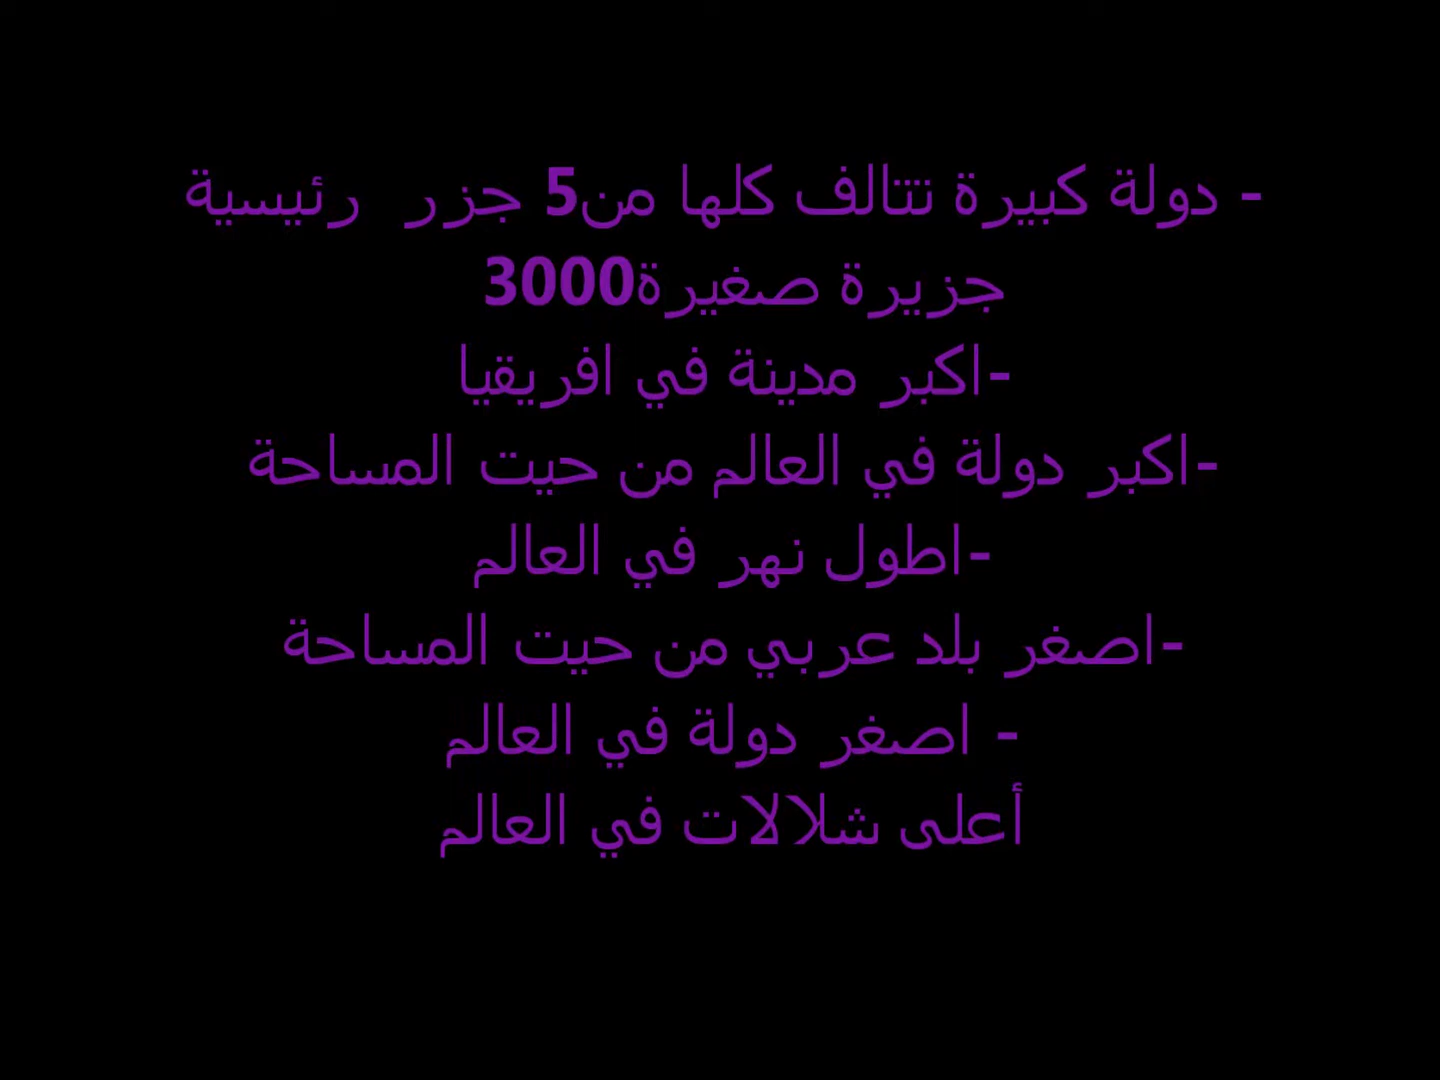 - دولة كبيرة تتالف كلها من5 جزر رئيسية
جزيرة صغيرة3000
-اكبر مدينة في افريقيا
-اكبر دولة في العالم من حيت المساحة
-اطول نهر في العالم
-اصغر بلد عربي من حيت المساحة
- اصغر دولة في العالم
أعلى شلالات في العالم